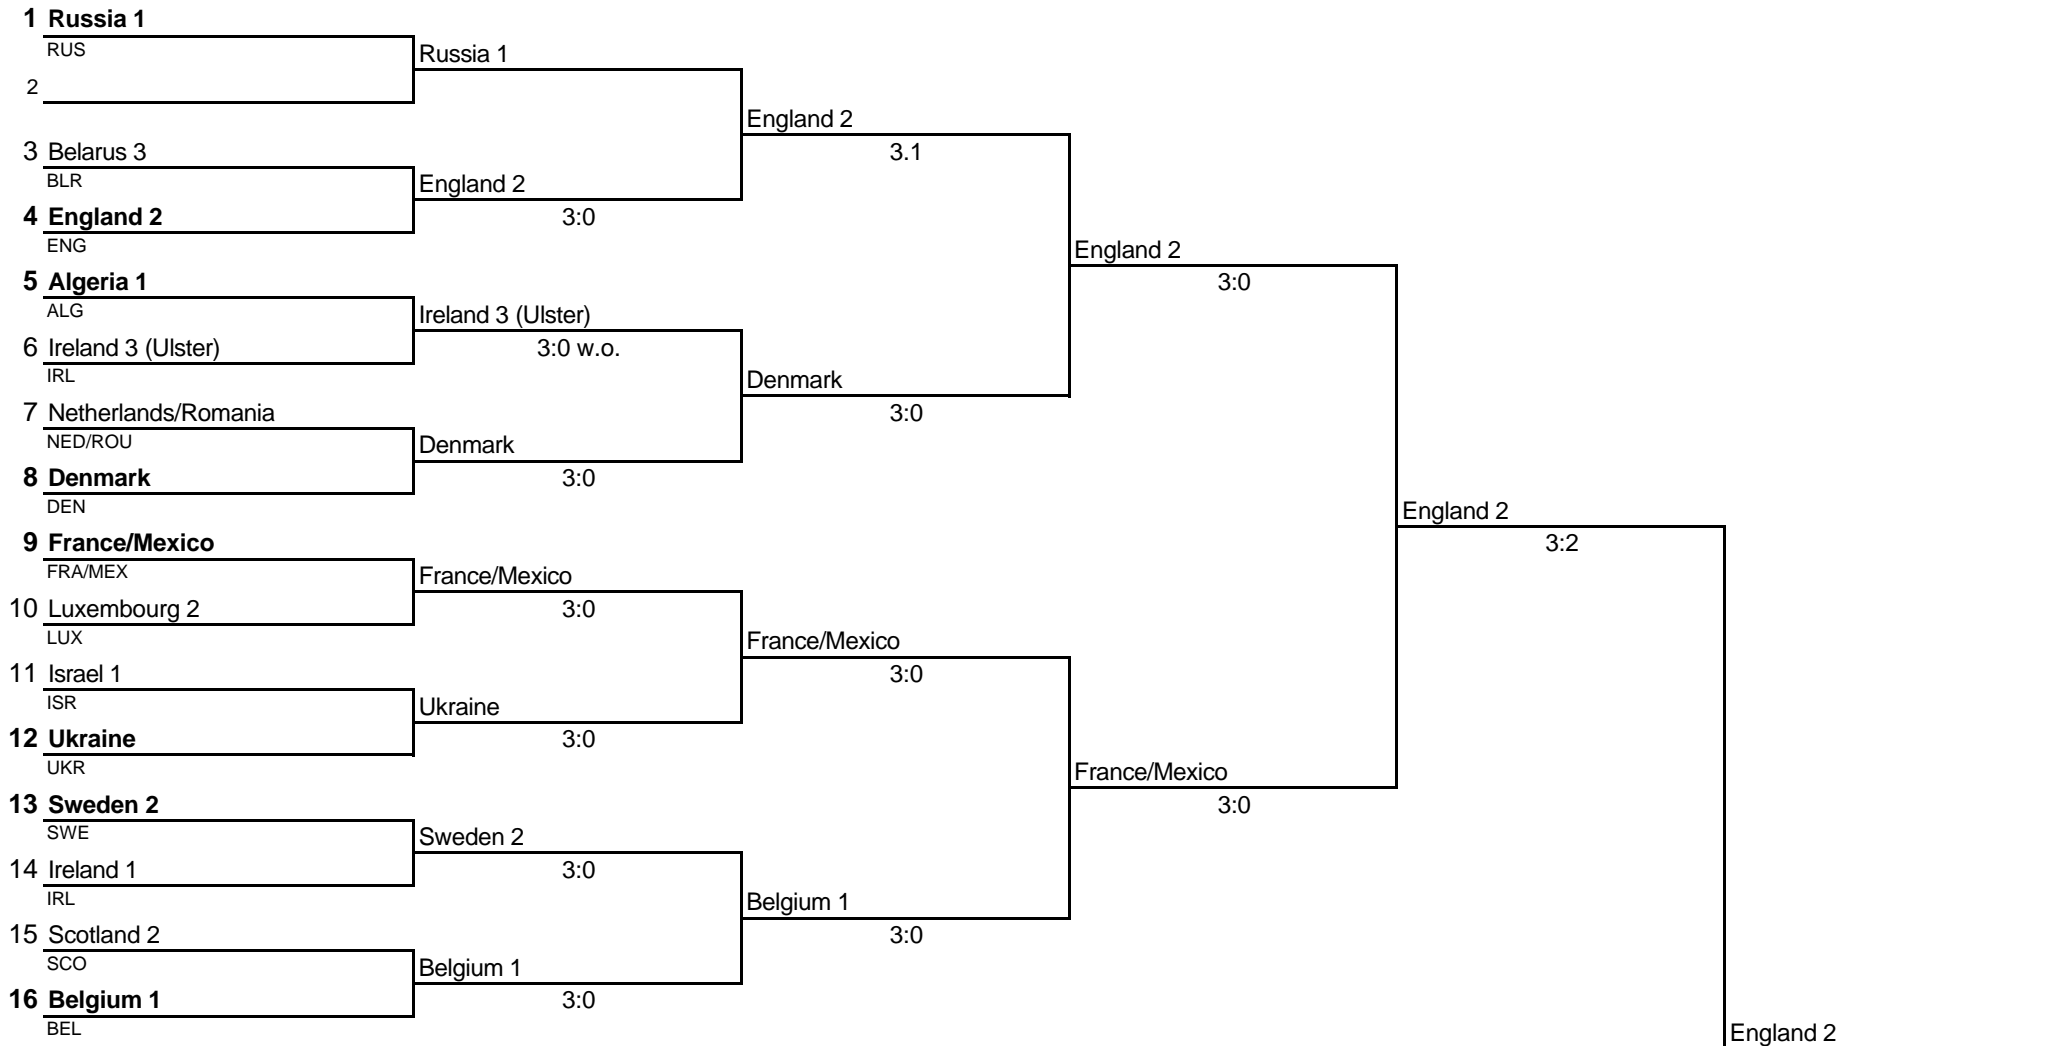 1 Russia 1
RUS
Russia 1
2
England 2
3 Belarus 3
3.1
BLR
England 2
4 England 2
3:0
ENG
England 2
5 Algeria 1
3:0
ALG
Ireland 3 (Ulster)
6 Ireland 3 (Ulster)
3:0 w.o.
IRL
Denmark
7 Netherlands/Romania
3:0
NED/ROU
Denmark
8 Denmark
3:0
DEN
England 2
9 France/Mexico
3:2
FRA/MEX
France/Mexico
10 Luxembourg 2
3:0
LUX
France/Mexico
11 Israel 1
3:0
ISR
Ukraine
12 Ukraine
3:0
UKR
France/Mexico
13 Sweden 2
3:0
SWE
Sweden 2
14 Ireland 1
3:0
IRL
Belgium 1
15 Scotland 2
3:0
SCO
Belgium 1
16 Belgium 1
3:0
BEL
England 2